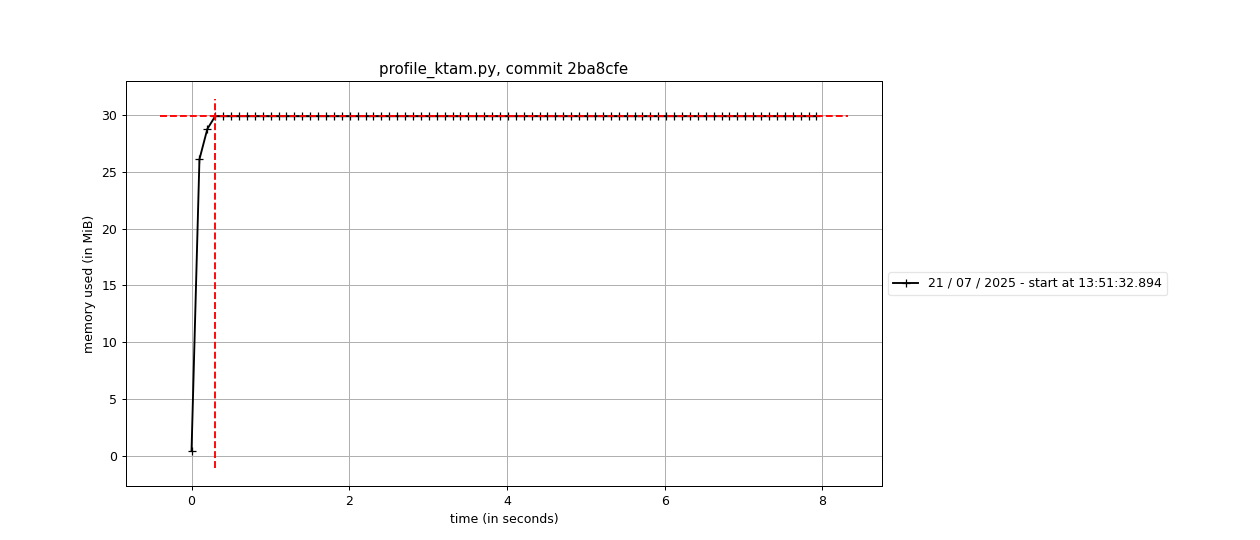 profile_ktam.py, commit 2ba8cfe
30
25
20
15
10
5
0
memory used (in MiB)
0 2 4 6 8
time (in seconds)
21 / 07 / 2025 - start at 13:51:32.894